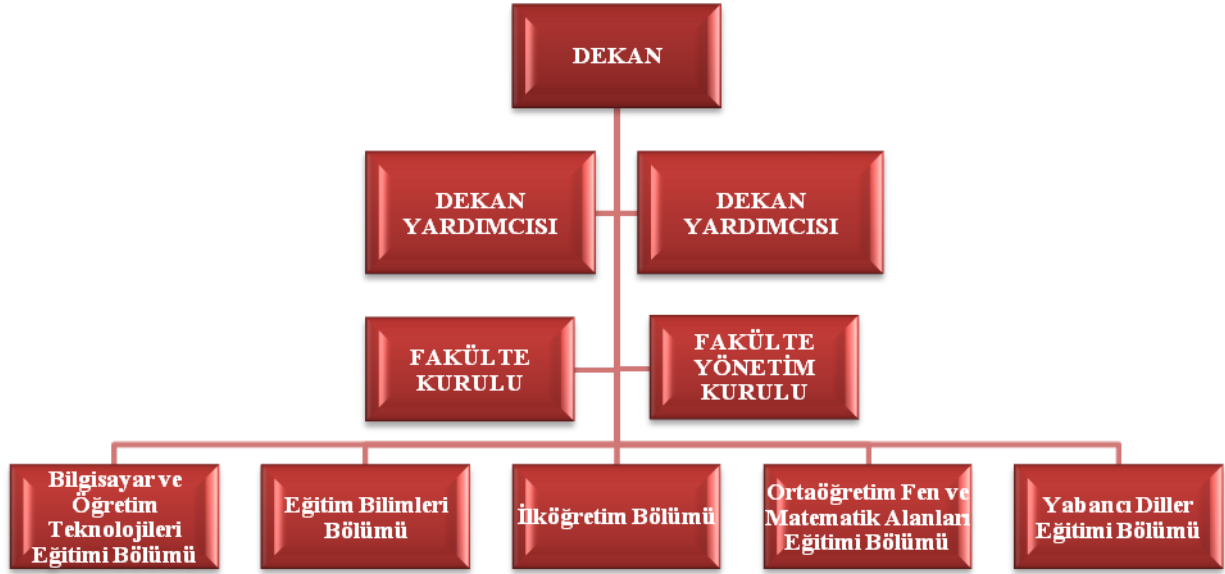 DEKAN
DEKAN
YARDIMCISI
DEKAN
YARDIMCISI
FAKÜLTE
KURULU
FAKÜLTE
YÖNETİM
KURULU
Bilgisayar ve
Öğretim
Teknolojileri
Eğitimi Bölümü
Eğitim Bilimleri
Bölümü
İlköğretim Bölümü
Ortaöğretim Fen ve
Matematik Alanları
Eğitimi Bölümü
Yabancı Diller
Eğitimi Bölümü